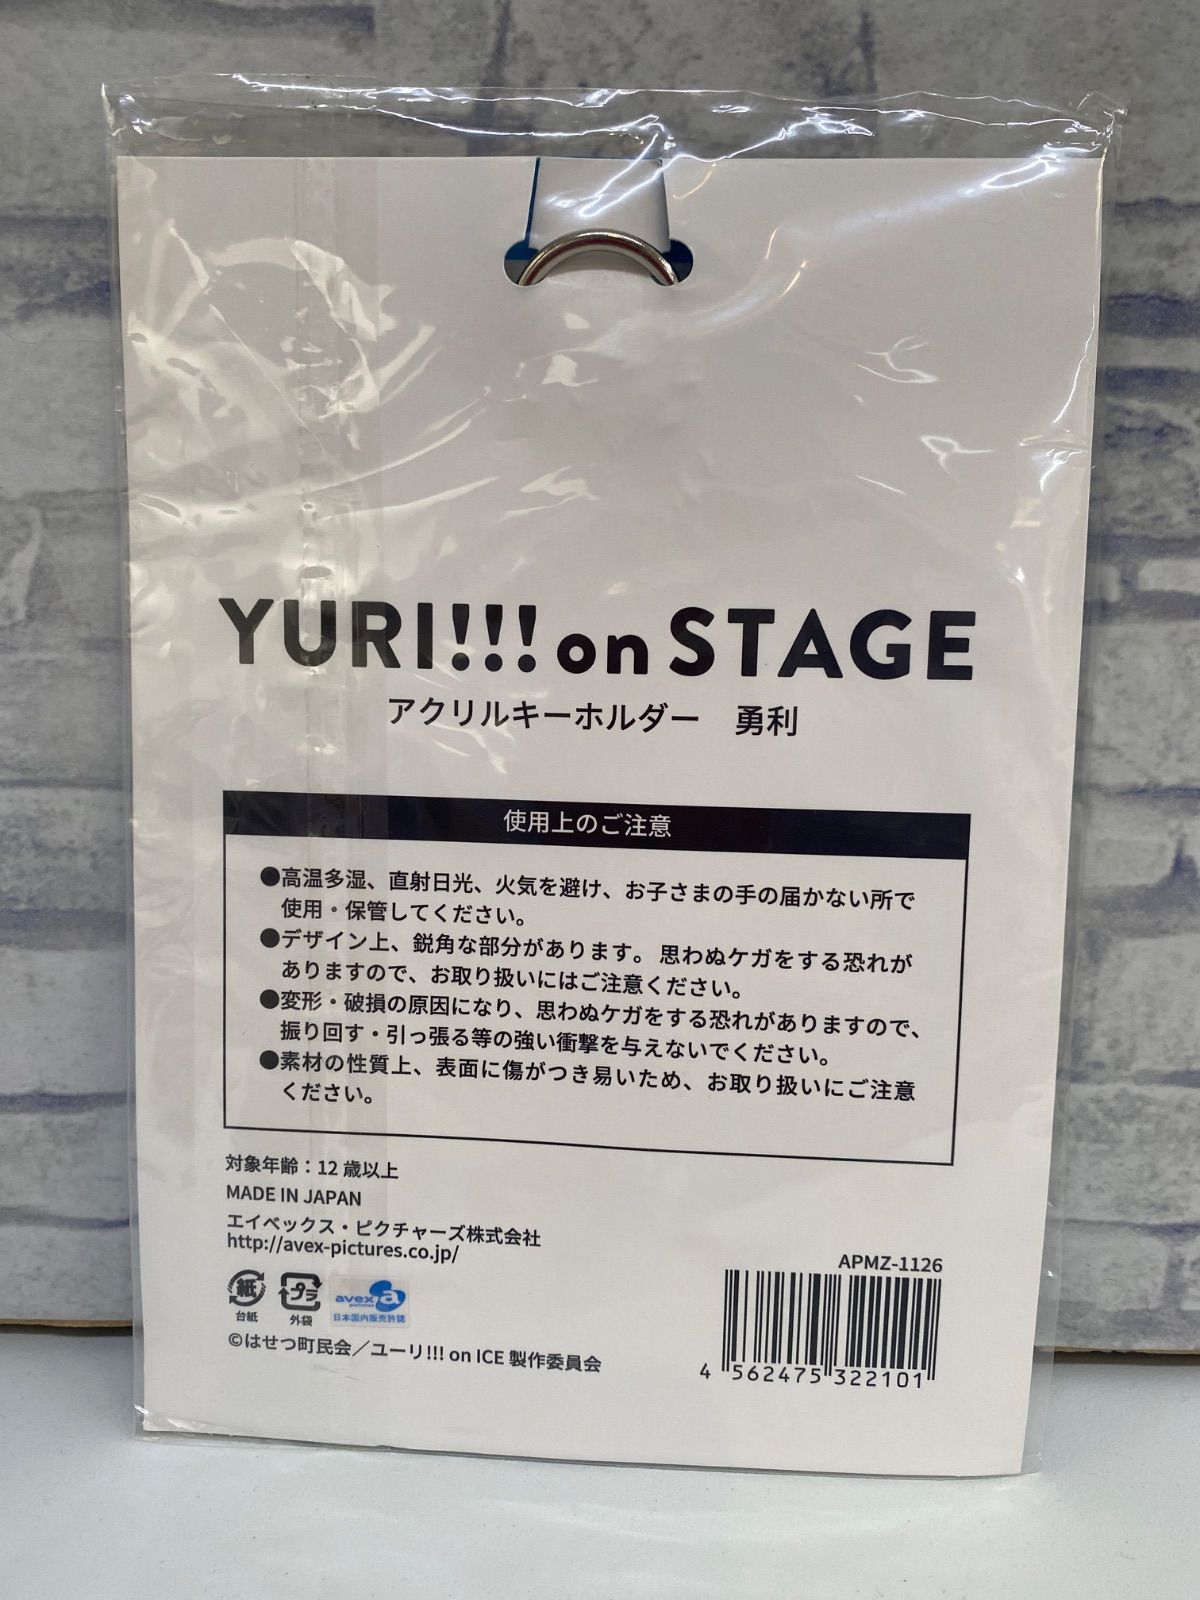 YURI!!! on STAGE
アクリルキーホルダー　勇利
使用上のご注意
●高温多湿、直射日光、火気を避け、お子さまの手の届かない所で
使用・保管してください。
●デザイン上、鋭角な部分があります。思わぬケガをする恐れが
ありますので、お取り扱いにはご注意ください。
●変形・破損の原因になり、思わぬケガをする恐れがありますので、
振り回す・引っ張る等の強い衝撃を与えないでください。
●素材の性質上、表面に傷がつき易いため、お取り扱いにご注意
ください。
対象年齢：12歳以上
MADE IN JAPAN
エイベックス・ピクチャーズ株式会社
http://avex-pictures.co.jp/
紙
台紙
プラ
外袋
avex a
pictures
日本国内販売許諾
©はせつ町民会／ユーリ!!! on ICE 製作委員会
APMZ-1126
4 562475 322101